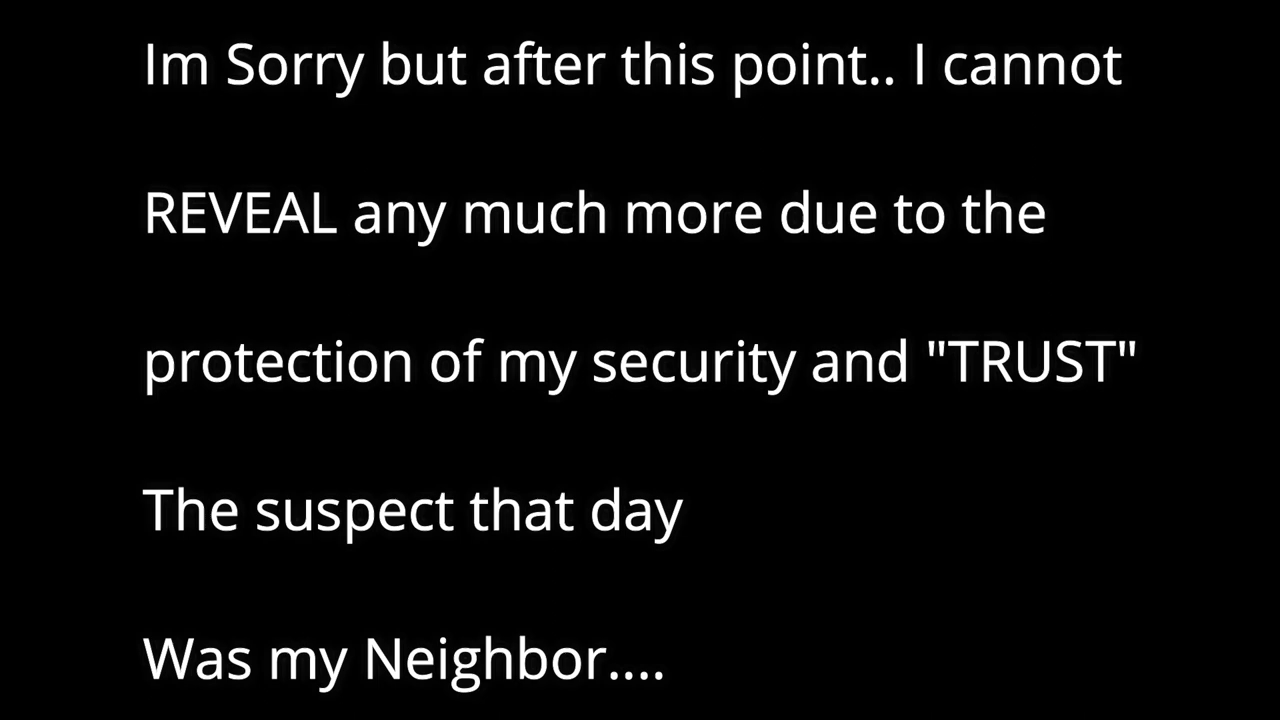 Im Sorry but after this point.. I cannot
REVEAL any much more due to the
protection of my security and "TRUST"
The suspect that day
Was my Neighbor....